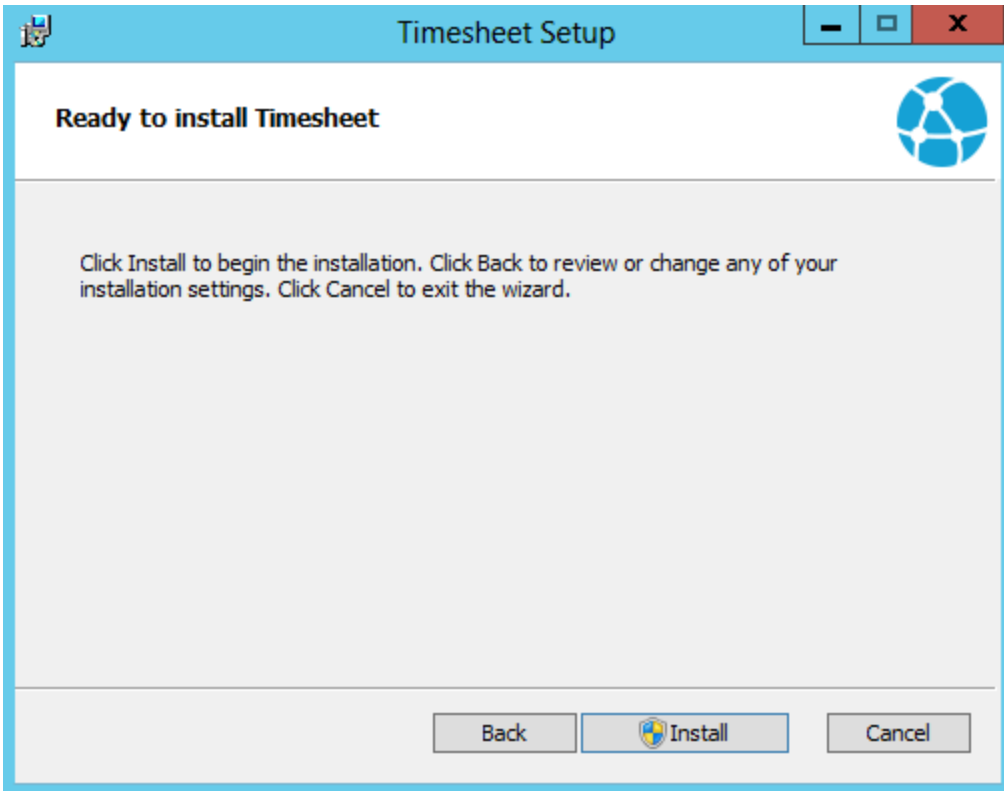 Timesheet Setup
Ready to install Timesheet
Click Install to begin the installation. Click Back to review or change any of your
installation settings. Click Cancel to exit the wizard.
Back Install Cancel